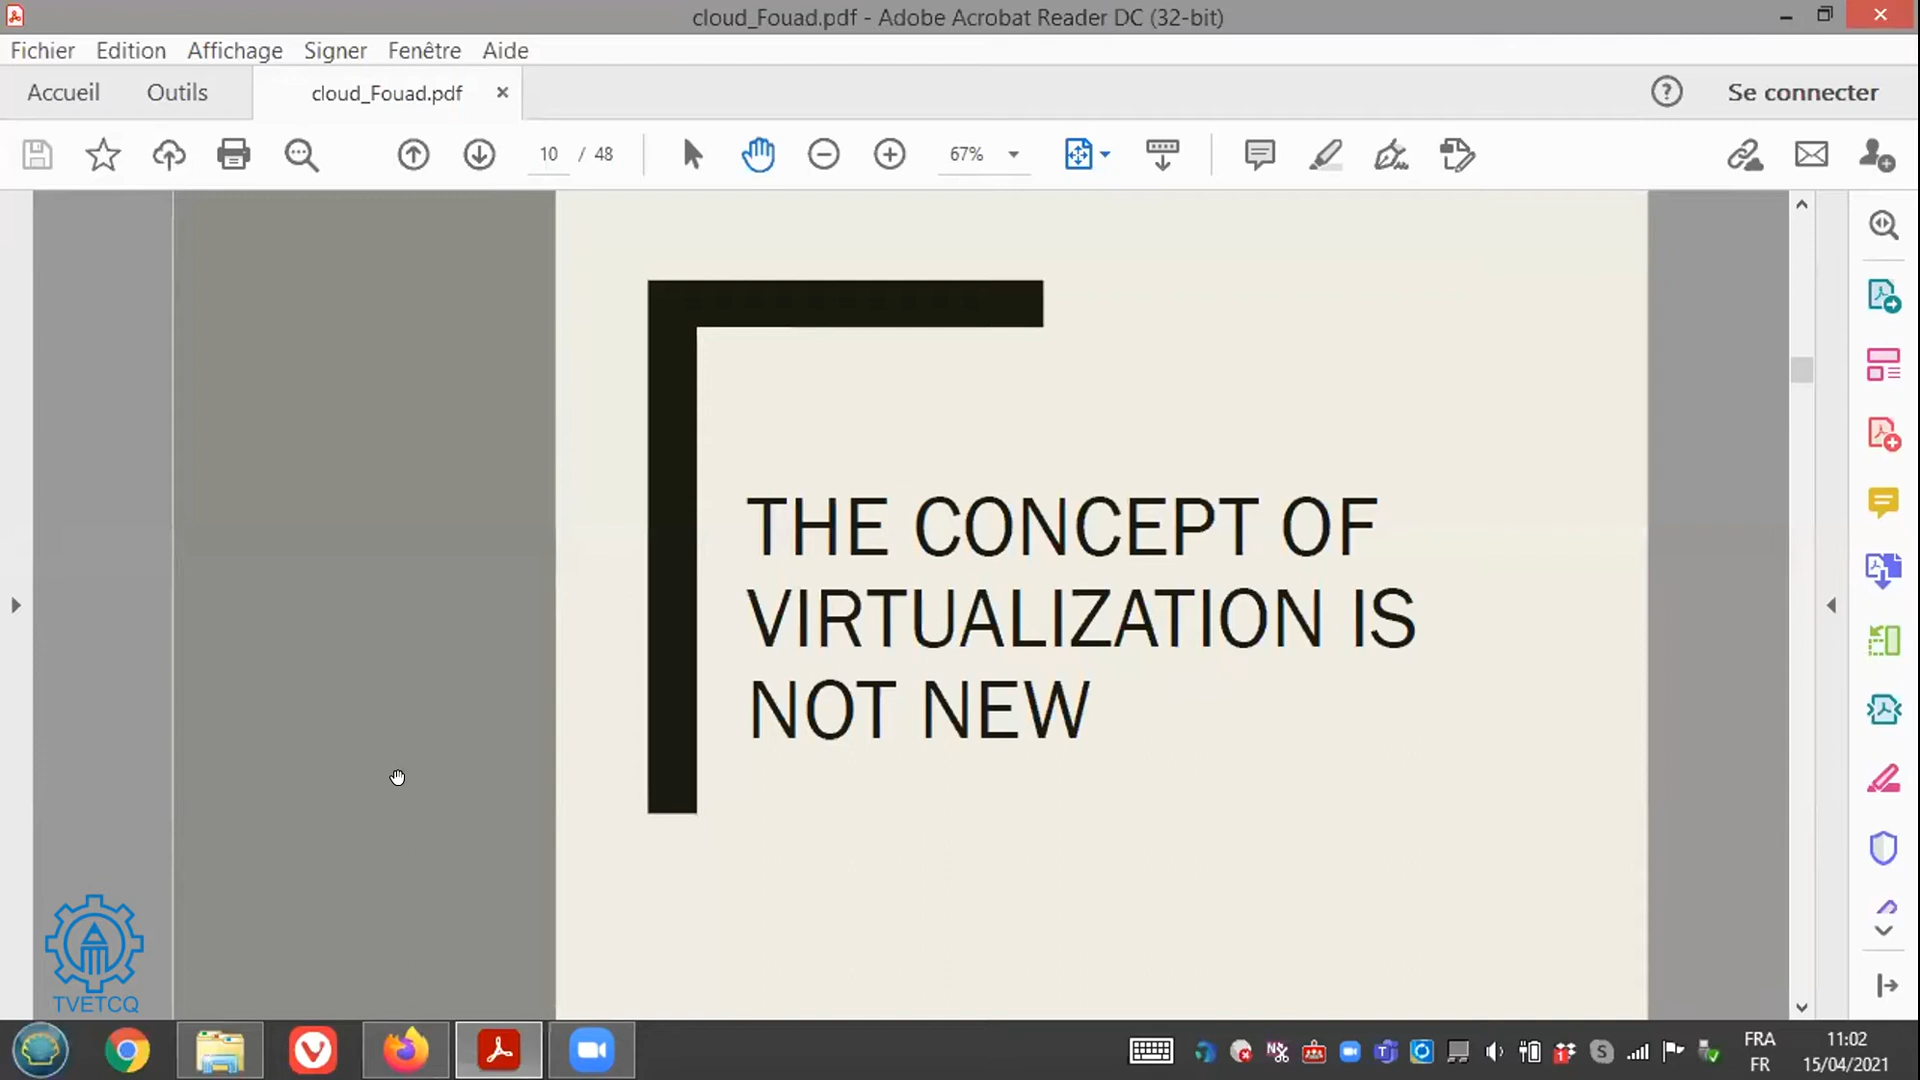 cloud_Fouad.pdf - Adobe Acrobat Reader DC (32-bit)
Fichier Edition Affichage Signer Fenêtre Aide
Accueil Outils cloud_Fouad.pdf × Se connecter
10 / 48 67%
THE CONCEPT OF
VIRTUALIZATION IS
NOT NEW
TVETCQ
FRA 11:02
FR 15/04/2021